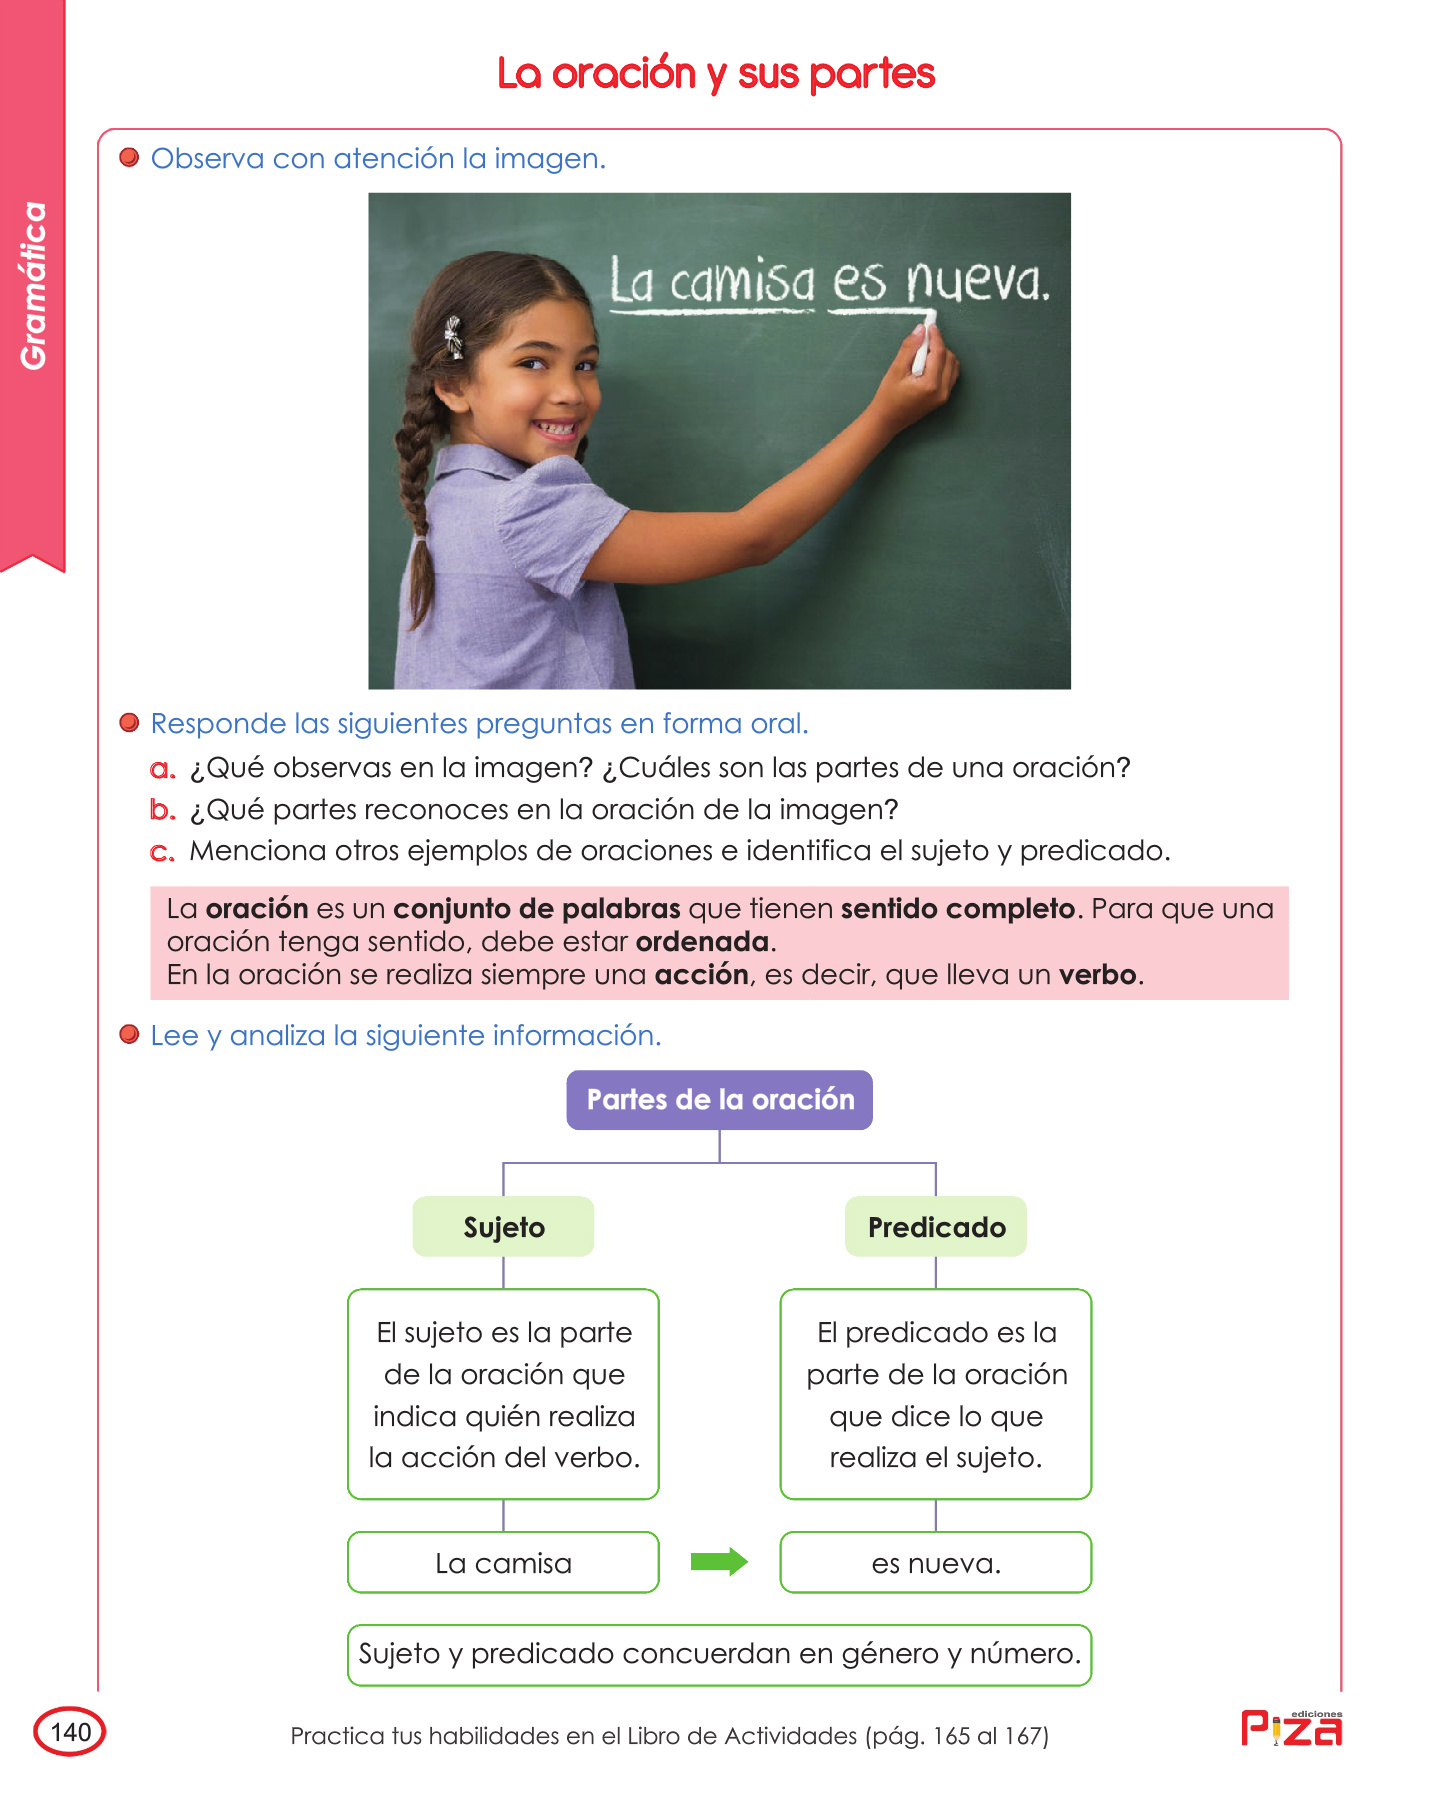 La oración y sus partes
Gramática
Observa con atención la imagen.
La camisa es nueva.
Responde las siguientes preguntas en forma oral.
a. ¿Qué observas en la imagen? ¿Cuáles son las partes de una oración?
b. ¿Qué partes reconoces en la oración de la imagen?
c. Menciona otros ejemplos de oraciones e identifica el sujeto y predicado.
La oración es un conjunto de palabras que tienen sentido completo. Para que una
oración tenga sentido, debe estar ordenada.
En la oración se realiza siempre una acción, es decir, que lleva un verbo.
Lee y analiza la siguiente información.
Partes de la oración
Sujeto
Predicado
El sujeto es la parte
de la oración que
indica quién realiza
la acción del verbo.
El predicado es la
parte de la oración
que dice lo que
realiza el sujeto.
La camisa
es nueva.
Sujeto y predicado concuerdan en género y número.
140
Practica tus habilidades en el Libro de Actividades (pág. 165 al 167)
ediciones
Piza